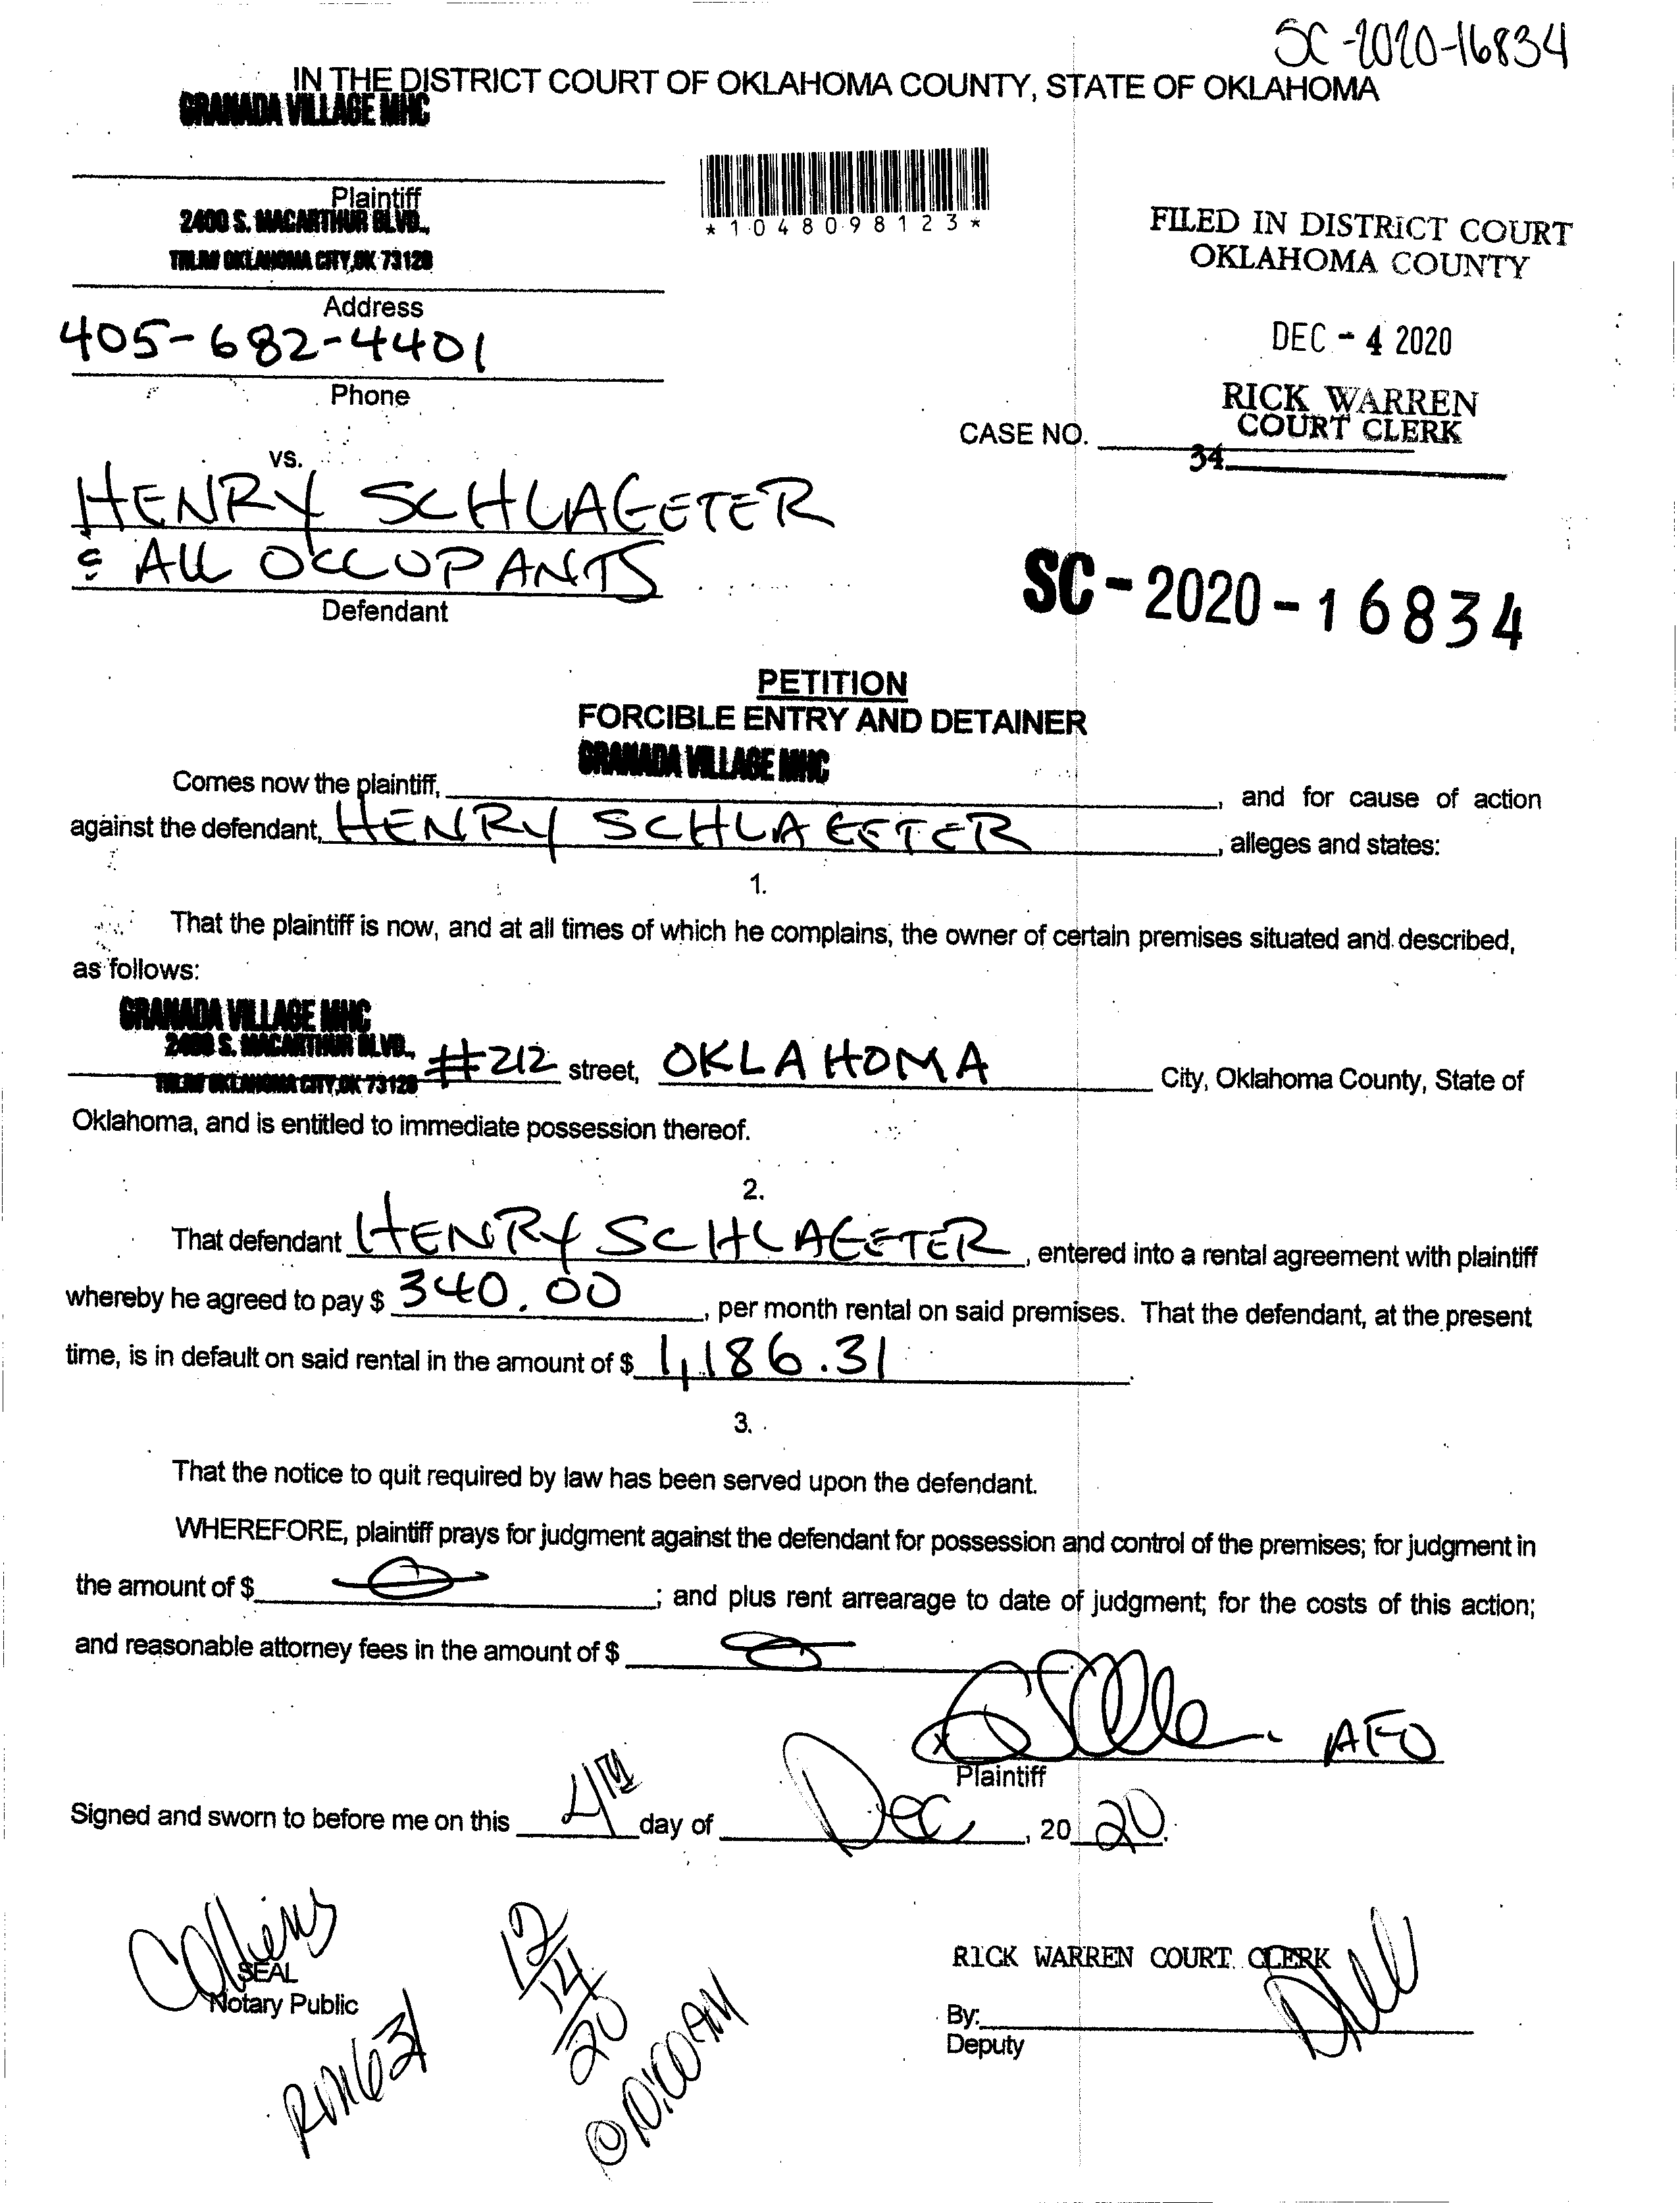 SC-2020-16834
IN THE DISTRICT COURT OF OKLAHOMA COUNTY, STATE OF OKLAHOMA
GRANADA VILLAGE MHC
Plaintiff
2400 S. MACARTHUR BLVD.,
OKLAHOMA CITY, OK 73128
Address
405-682-4401
Phone
*1048098123*
FILED IN DISTRICT COURT
OKLAHOMA COUNTY
DEC - 4 2020
RICK WARREN
COURT CLERK
CASE NO.
34
vs.
HENRY SCHLAGETER
& ALL OCCUPANTS
Defendant
SC-2020-16834
PETITION
FORCIBLE ENTRY AND DETAINER
GRANADA VILLAGE MHC
Comes now the plaintiff, , and for cause of action
against the defendant, HENRY SCHLAGETER, alleges and states:
1.
That the plaintiff is now, and at all times of which he complains, the owner of certain premises situated and described,
as follows:
GRANADA VILLAGE MHC
2400 S. MACARTHUR BLVD.,
OKLAHOMA CITY, OK 73128 #212 street, OKLAHOMA City, Oklahoma County, State of
Oklahoma, and is entitled to immediate possession thereof.
2.
That defendant HENRY SCHLAGETER, entered into a rental agreement with plaintiff
whereby he agreed to pay $ 340.00, per month rental on said premises. That the defendant, at the present
time, is in default on said rental in the amount of $ 1,186.31.
3.
That the notice to quit required by law has been served upon the defendant.
WHEREFORE, plaintiff prays for judgment against the defendant for possession and control of the premises; for judgment in
the amount of $ ; and plus rent arrearage to date of judgment; for the costs of this action;
and reasonable attorney fees in the amount of $
x AFO
Plaintiff
Signed and sworn to before me on this 4TH day of Dec, 2020.
Collins
SEAL
Notary Public
RM 631
12/14/20
@ 10:00 AM
RICK WARREN COURT CLERK
By:
Deputy